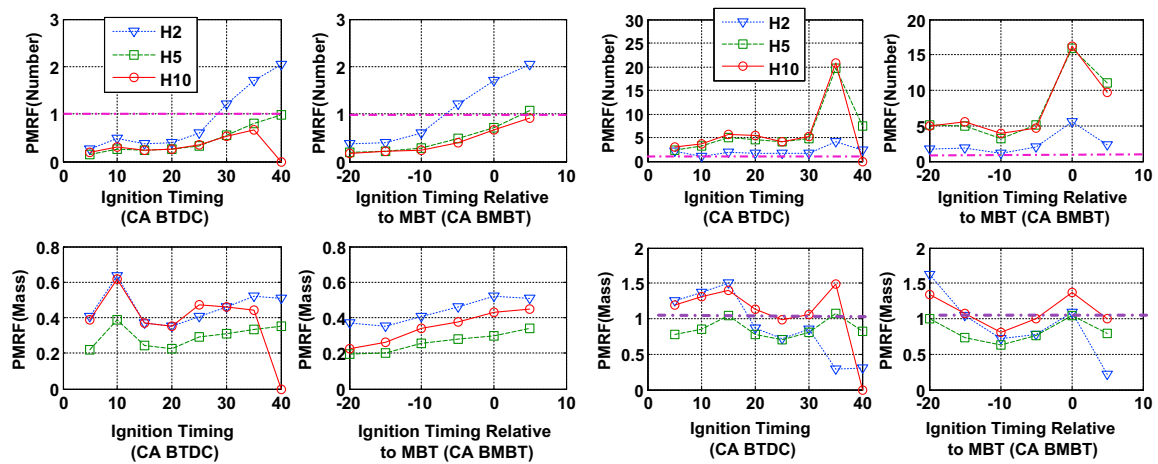 PMRF(Number)
3
2
1
0
0
10
20
30
40
Ignition Timing
(CA BTDC)
H2
H5
H10
PMRF(Number)
3
2
1
0
-20
-10
0
10
Ignition Timing Relative
to MBT (CA BMBT)
PMRF(Number)
30
25
20
15
10
5
0
0
10
20
30
40
Ignition Timing
(CA BTDC)
H2
H5
H10
PMRF(Number)
20
15
10
5
0
-20
-10
0
10
Ignition Timing Relative
to MBT (CA BMBT)
PMRF(Mass)
0.8
0.6
0.4
0.2
0
0
10
20
30
40
Ignition Timing
(CA BTDC)
PMRF(Mass)
0.8
0.6
0.4
0.2
0
-20
-10
0
10
Ignition Timing Relative
to MBT (CA BMBT)
PMRF(Mass)
2
1.5
1
0.5
0
0
10
20
30
40
Ignition Timing
(CA BTDC)
PMRF(Mass)
2
1.5
1
0.5
0
-20
-10
0
10
Ignition Timing Relative
to MBT (CA BMBT)